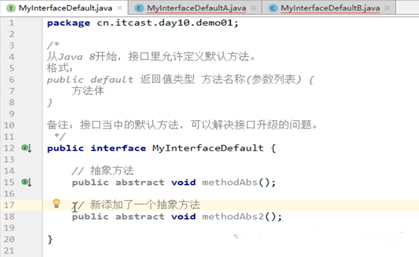 MyInterfaceDefault.java MyInterfaceDefaultA.java MyInterfaceDefaultB.java
1 package cn.itcast.day10.demo01;
2
3 /*
4 从Java 8开始，接口里允许定义默认方法。
5 格式：
6 public default 返回值类型 方法名称(参数列表) {
7 方法体
8 }
9
10 备注：接口当中的默认方法，可以解决接口升级的问题。
11 */
12 public interface MyInterfaceDefault {
13
14 // 抽象方法
15 public abstract void methodAbs();
16
17 // 新添加了一个抽象方法
18 public abstract void methodAbs2();
19
20 }
21